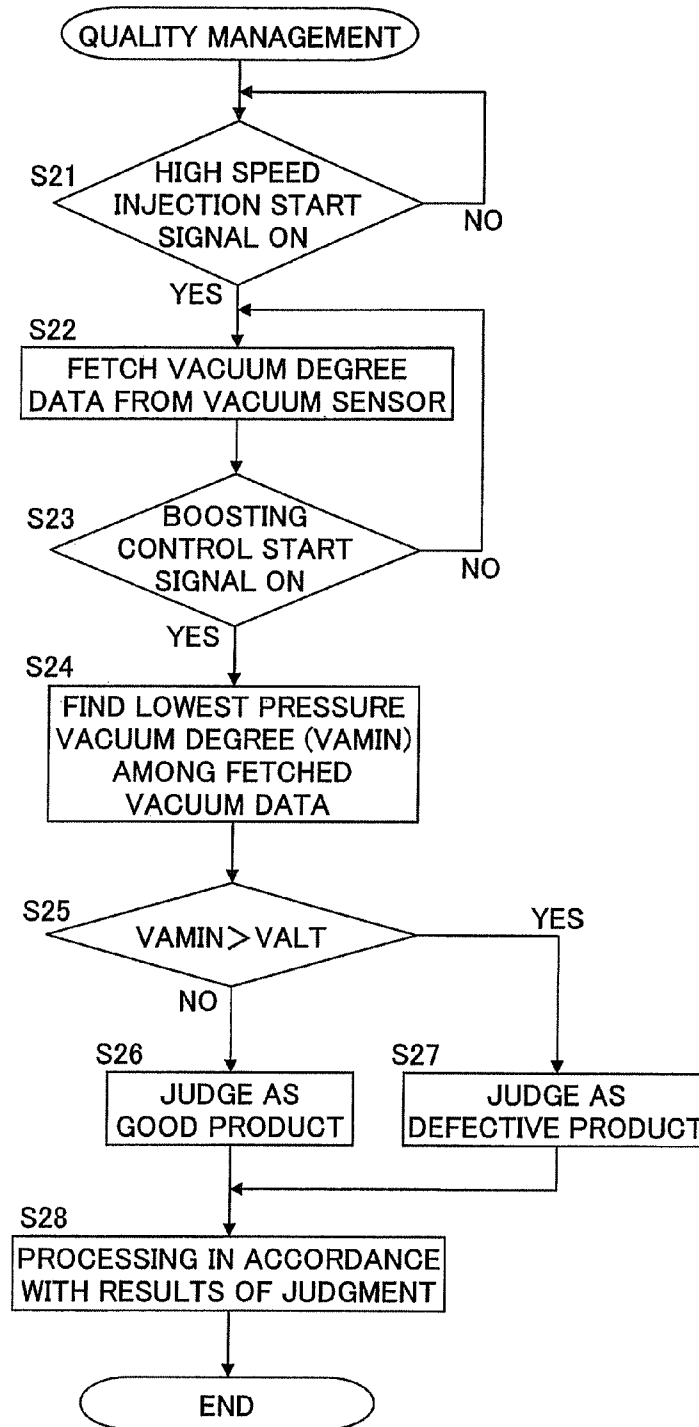 QUALITY MANAGEMENT
S21
HIGH SPEED
INJECTION START
SIGNAL ON
NO
YES
S22
FETCH VACUUM DEGREE
DATA FROM VACUUM SENSOR
S23
BOOSTING
CONTROL START
SIGNAL ON
NO
YES
S24
FIND LOWEST PRESSURE
VACUUM DEGREE (VAMIN)
AMONG FETCHED
VACUUM DATA
S25
VAMIN>VALT
YES
NO
S26
JUDGE AS
GOOD PRODUCT
S27
JUDGE AS
DEFECTIVE PRODUCT
S28
PROCESSING IN ACCORDANCE
WITH RESULTS OF JUDGMENT
END